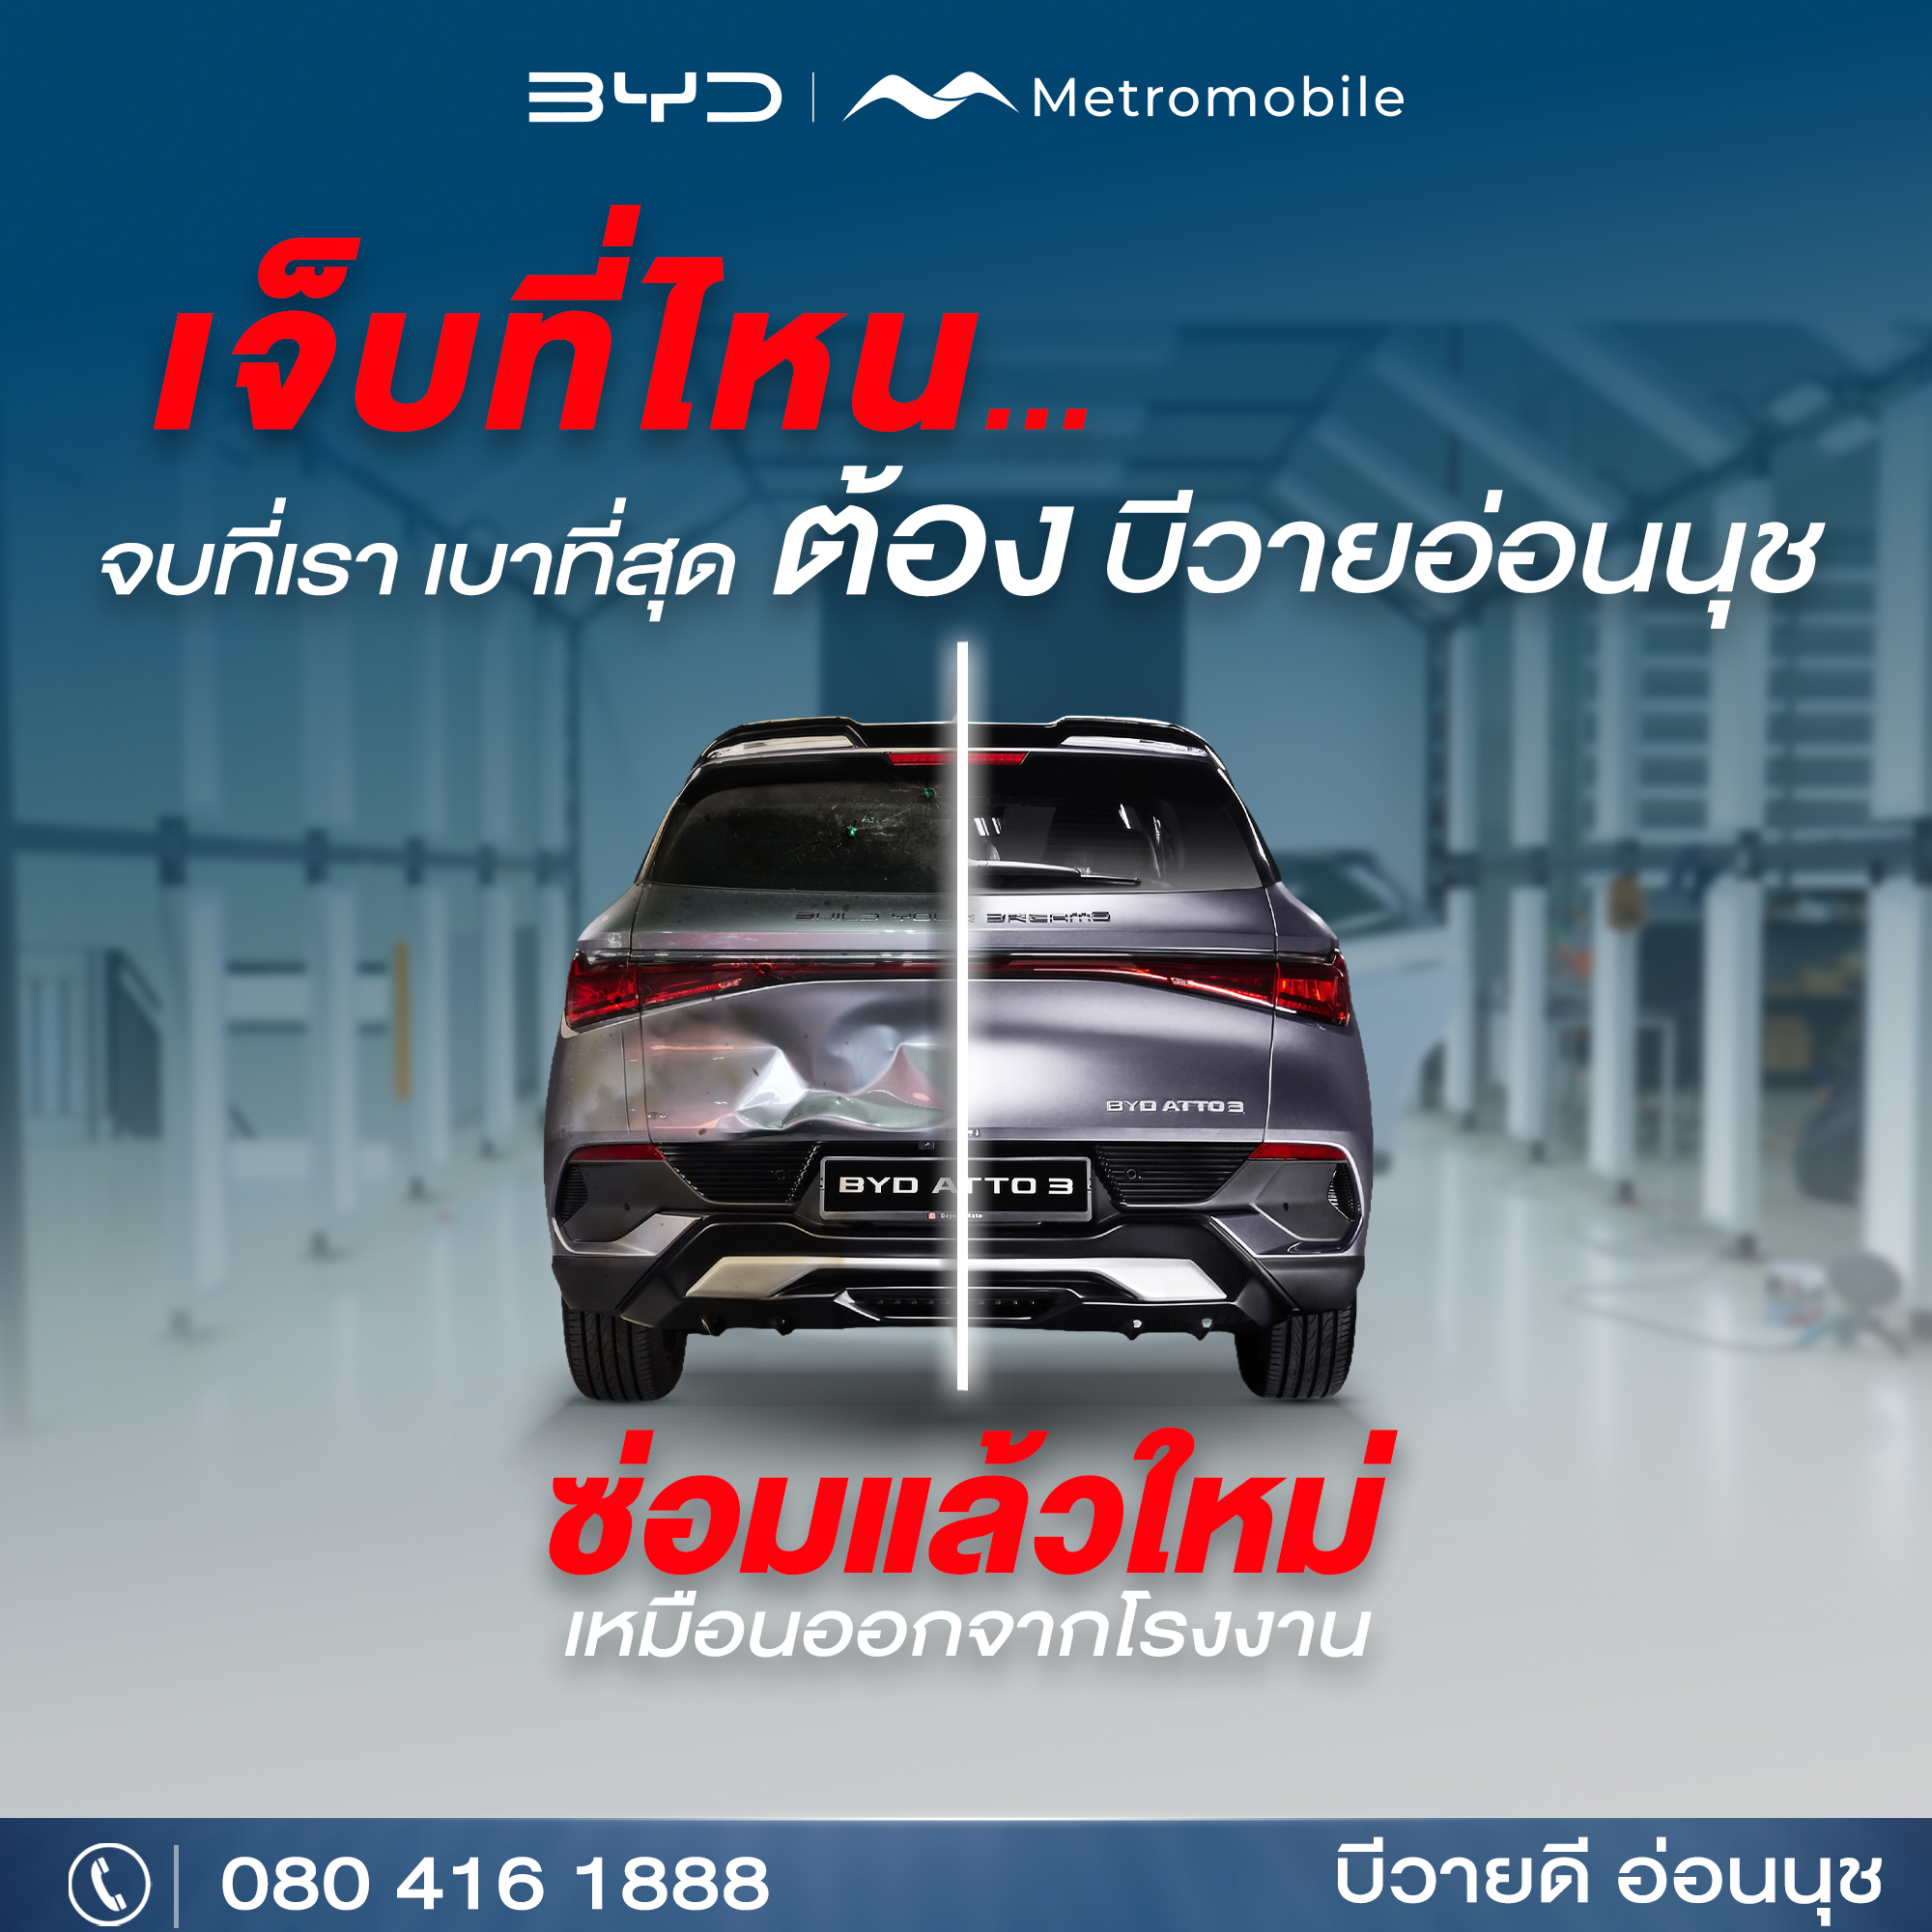 BYD | Metromobile
เจ็บที่ไหน...
จบที่เรา เบาที่สุด ต้อง บีวายอ่อนนุช
BUILD YOUR DREAMS
BYD ATTO 3
BYD ATTO 3
ซ่อมแล้วใหม่
เหมือนออกจากโรงงาน
080 416 1888
บีวายดี อ่อนนุช